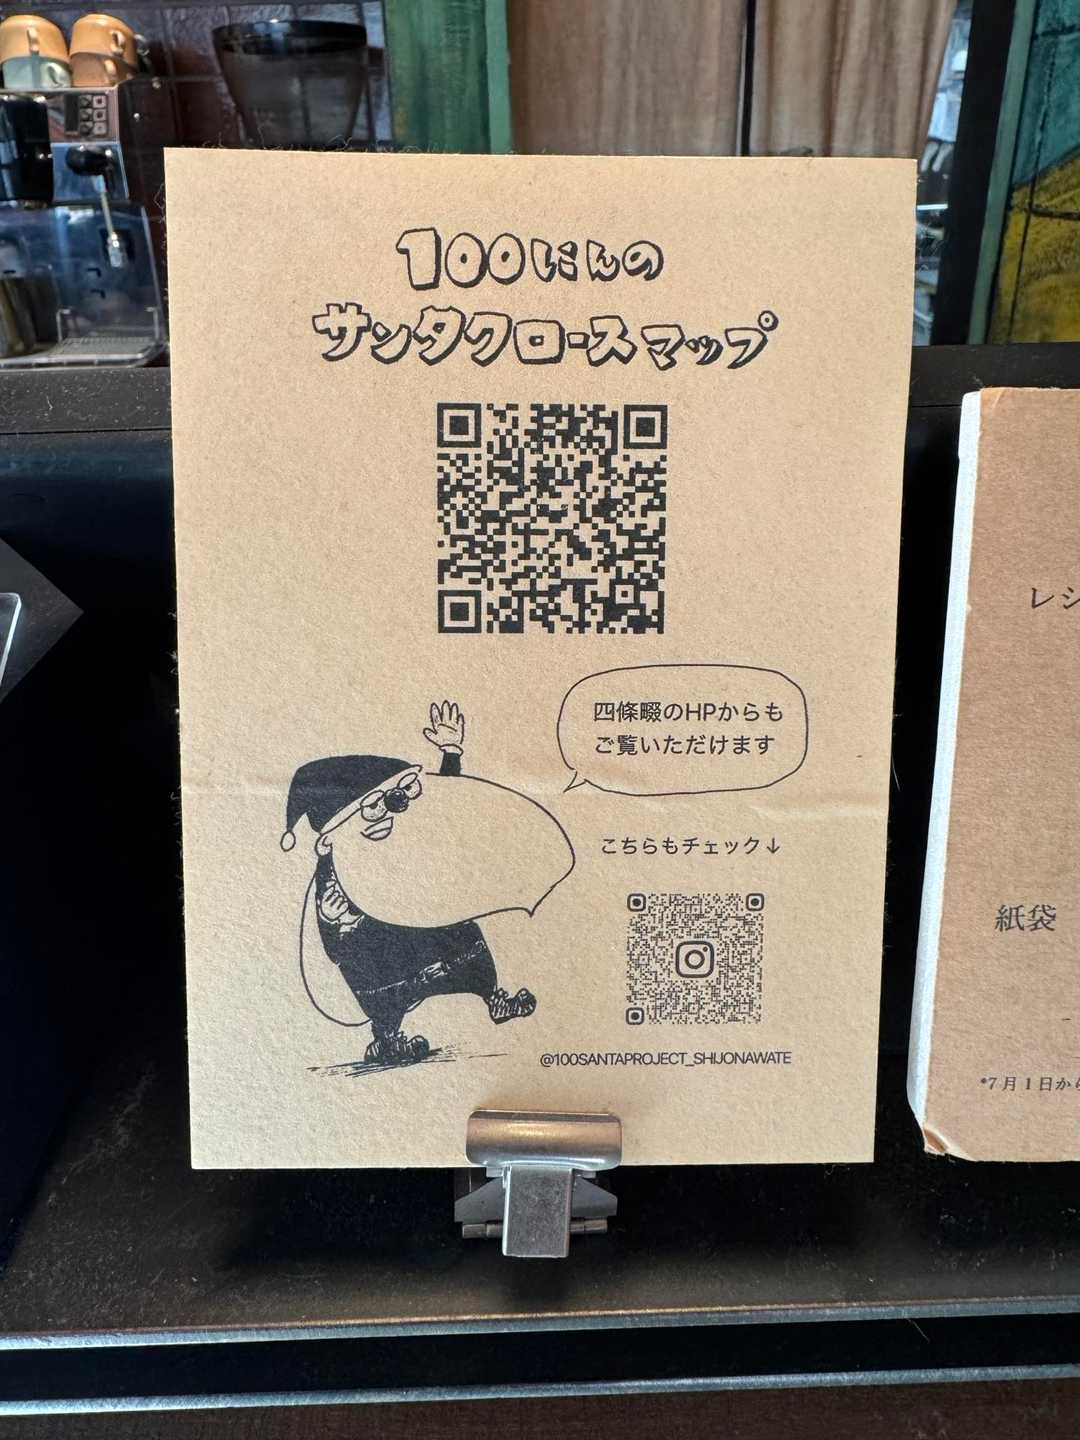 100にんの
サンタクロースマップ
四條畷のHPからも
ご覧いただけます
こちらもチェック↓
@100SANTAPROJECT_SHIJONAWATE
レシ
紙袋
*7月1日から